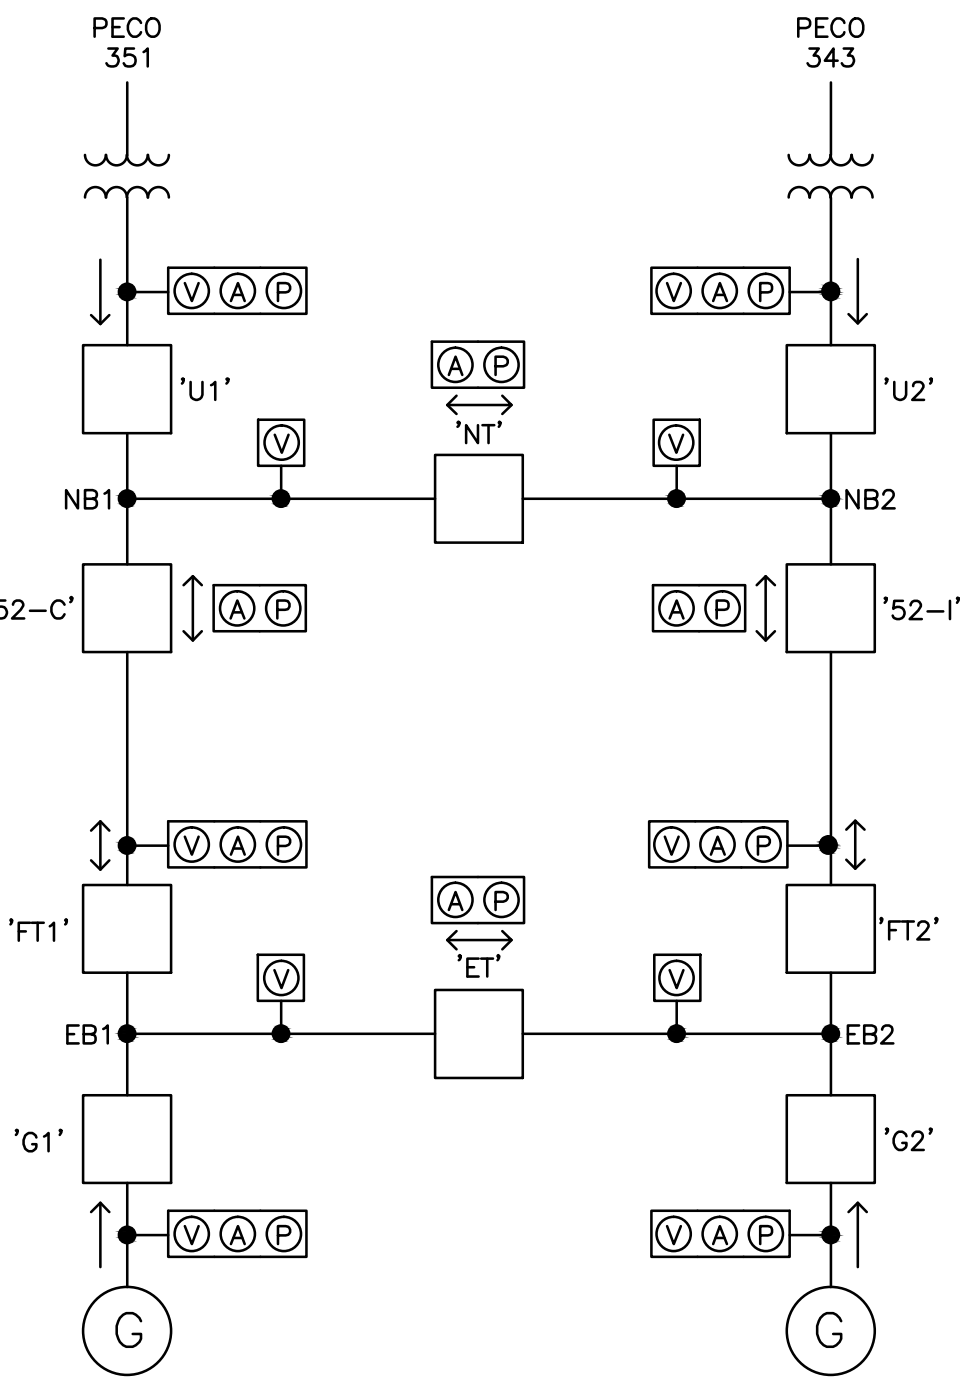 PECO
351
PECO
343
V A P
V A P
'U1'
A P
'U2'
V
'NT'
V
NB1
NB2
52-C'
A P
A P
'52-I'
V A P
V A P
'FT1'
A P
'FT2'
V
'ET'
V
EB1
EB2
'G1'
'G2'
V A P
V A P
G
G